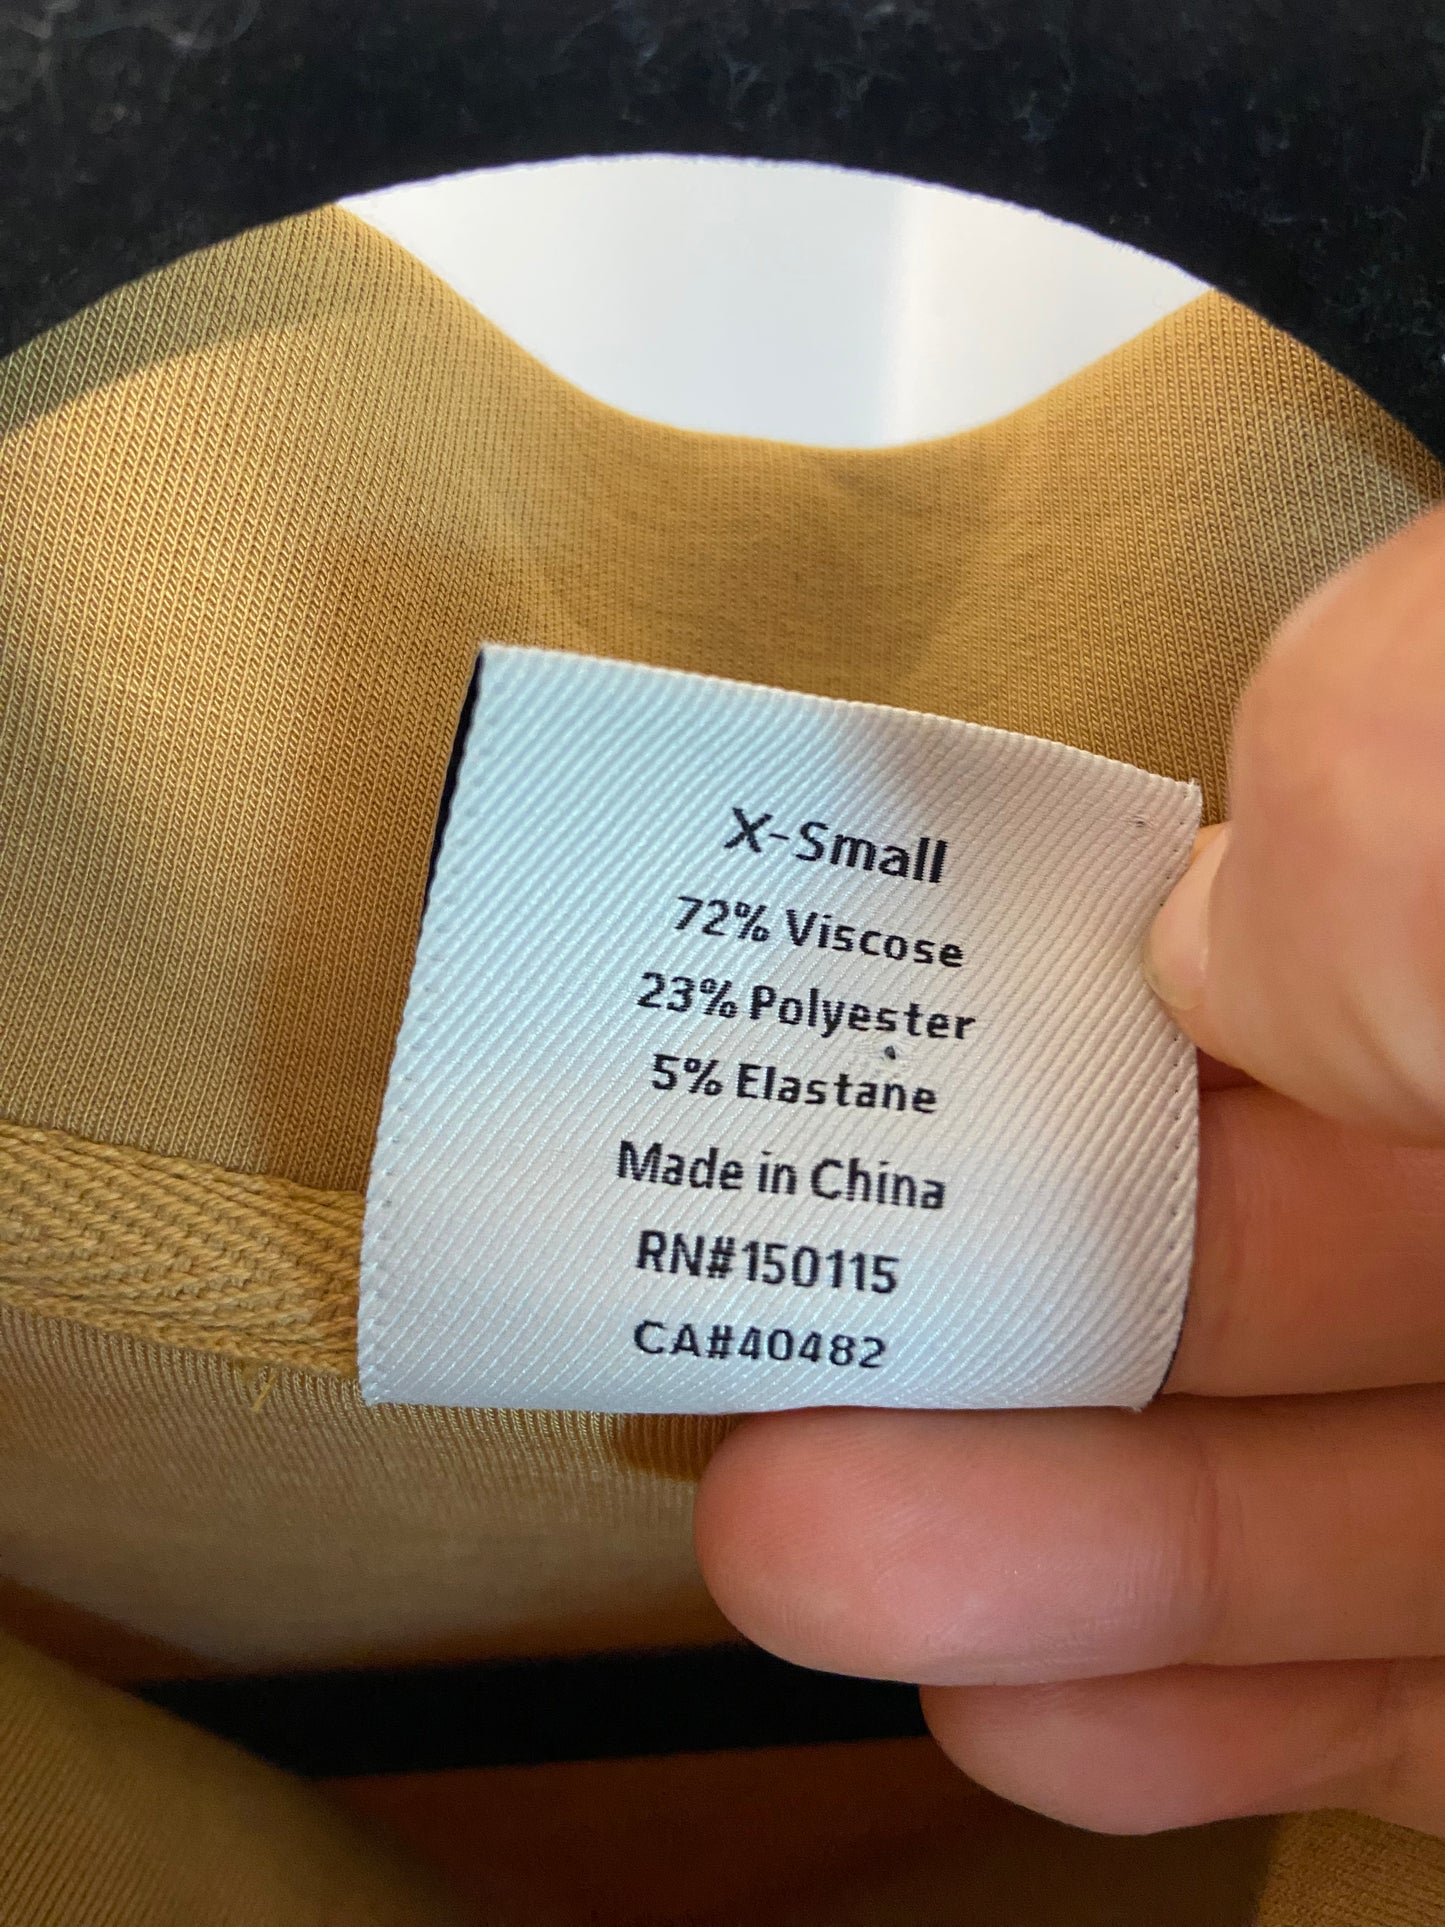 X-Small
72% Viscose
23% Polyester
5% Elastane
Made in China
RN#150115
CA#40482